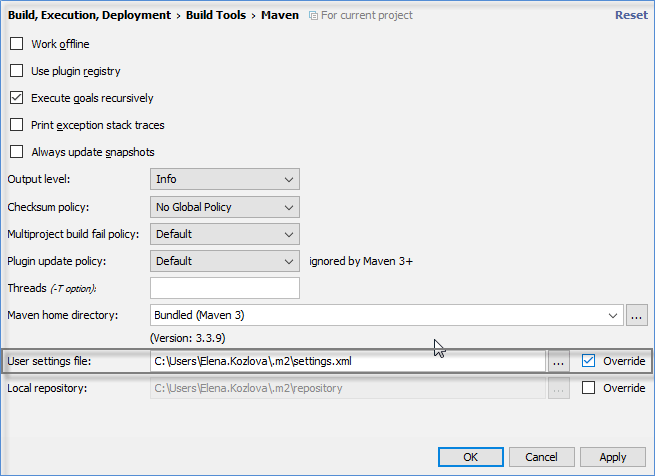 Build, Execution, Deployment › Build Tools › Maven For current project Reset
Work offline
Use plugin registry
Execute goals recursively
Print exception stack traces
Always update snapshots
Output level: Info
Checksum policy: No Global Policy
Multiproject build fail policy: Default
Plugin update policy: Default ignored by Maven 3+
Threads (-T option):
Maven home directory: Bundled (Maven 3) ...
(Version: 3.3.9)
User settings file: C:\Users\Elena.Kozlova\.m2\settings.xml ... Override
Local repository: C:\Users\Elena.Kozlova\.m2\repository ... Override
OK Cancel Apply